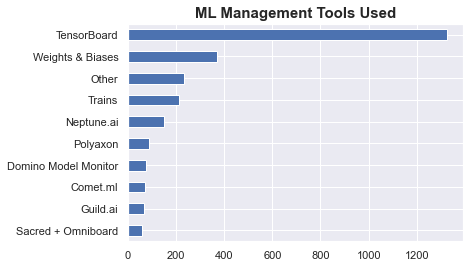 ML Management Tools Used
TensorBoard
Weights & Biases
Other
Trains
Neptune.ai
Polyaxon
Domino Model Monitor
Comet.ml
Guild.ai
Sacred + Omniboard
0 200 400 600 800 1000 1200